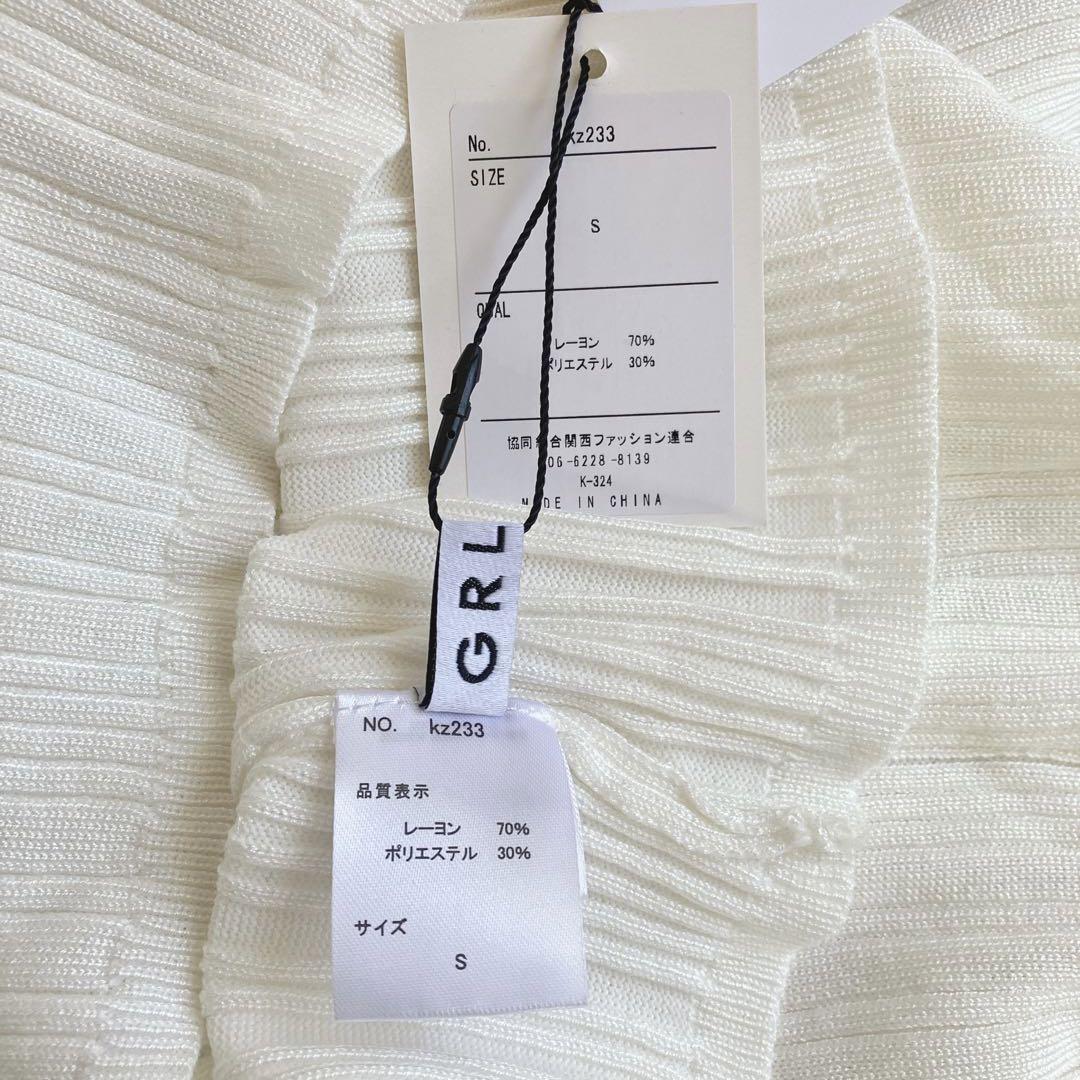 No. kz233
SIZE
S
QUAL
レーヨン 70%
ポリエステル 30%
協同組合関西ファッション連合
06-6228-8139
K-324
MADE IN CHINA
GRL
NO. kz233
品質表示
レーヨン 70%
ポリエステル 30%
サイズ
S